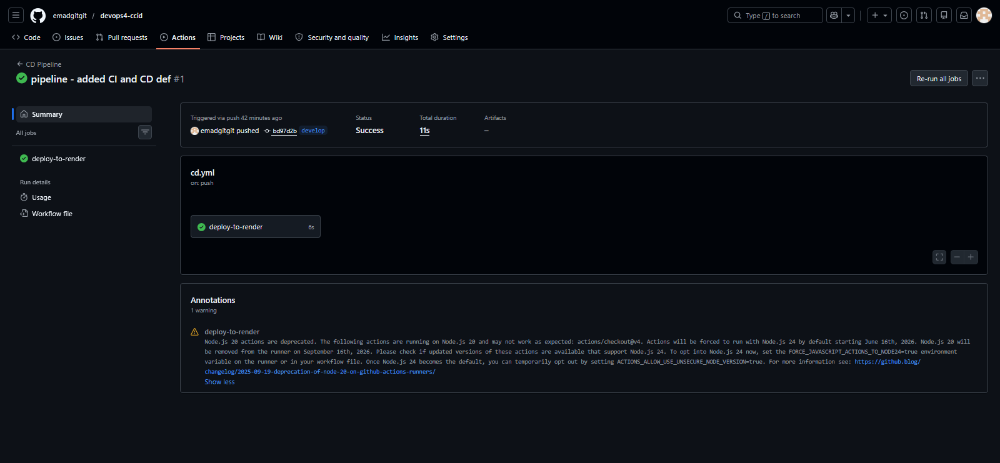 emadgitgit / devops4-ccid
Type / to search
Code
Issues
Pull requests
Actions
Projects
Wiki
Security and quality
Insights
Settings
CD Pipeline
pipeline - added CI and CD def #1
Re-run all jobs
Summary
All jobs
deploy-to-render
Run details
Usage
Workflow file
Triggered via push 42 minutes ago
emadgitgit pushed bd97d2b develop
Status
Success
Total duration
11s
Artifacts
–
cd.yml
on: push
deploy-to-render 6s
Annotations
1 warning
deploy-to-render
Node.js 20 actions are deprecated. The following actions are running on Node.js 20 and may not work as expected: actions/checkout@v4. Actions will be forced to run with Node.js 24 by default starting June 16th, 2026. Node.js 20 will
be removed from the runner on September 16th, 2026. Please check if updated versions of these actions are available that support Node.js 24. To opt into Node.js 24 now, set the FORCE_JAVASCRIPT_ACTIONS_TO_NODE24=true environment
variable on the runner or in your workflow file. Once Node.js 24 becomes the default, you can temporarily opt out by setting ACTIONS_ALLOW_USE_UNSECURE_NODE_VERSION=true. For more information see: https://github.blog/
changelog/2025-09-19-deprecation-of-node-20-on-github-actions-runners/
Show less